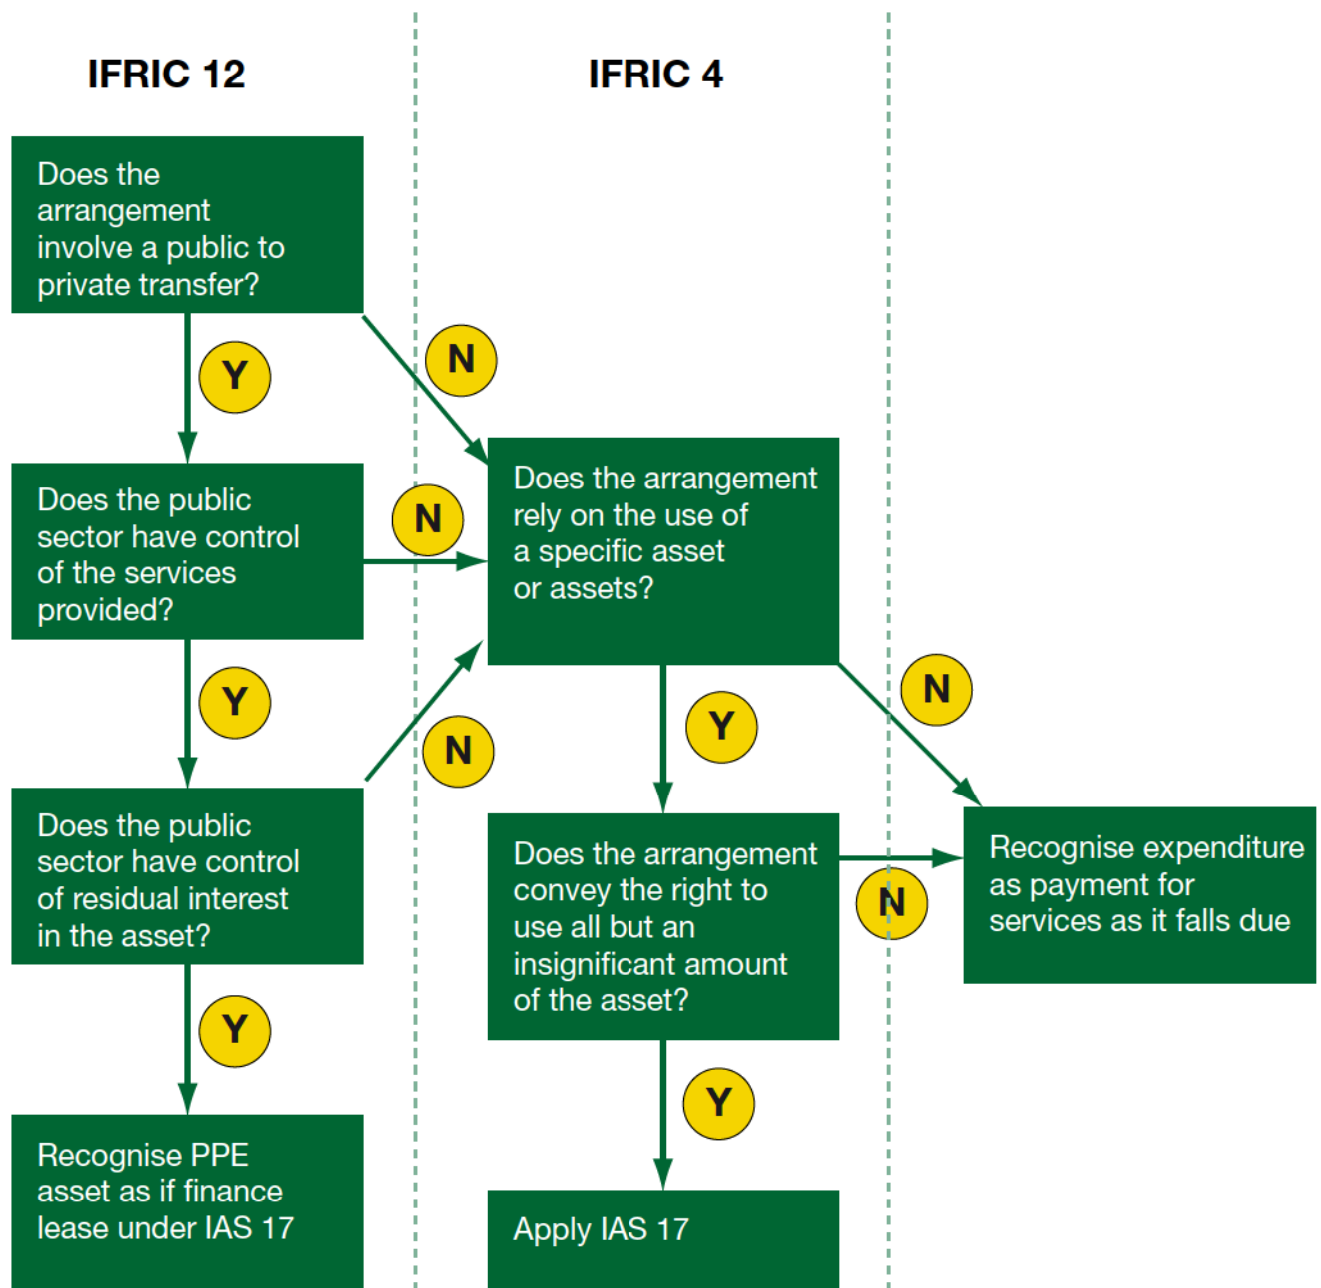 IFRIC 12
IFRIC 4
Does the
arrangement
involve a public to
private transfer?
Y
N
Does the public
sector have control
of the services
provided?
N
Does the arrangement
rely on the use of
a specific asset
or assets?
Y
N
Y
N
Does the public
sector have control
of residual interest
in the asset?
Does the arrangement
convey the right to
use all but an
insignificant amount
of the asset?
N
Recognise expenditure
as payment for
services as it falls due
Y
Y
Recognise PPE
asset as if finance
lease under IAS 17
Apply IAS 17